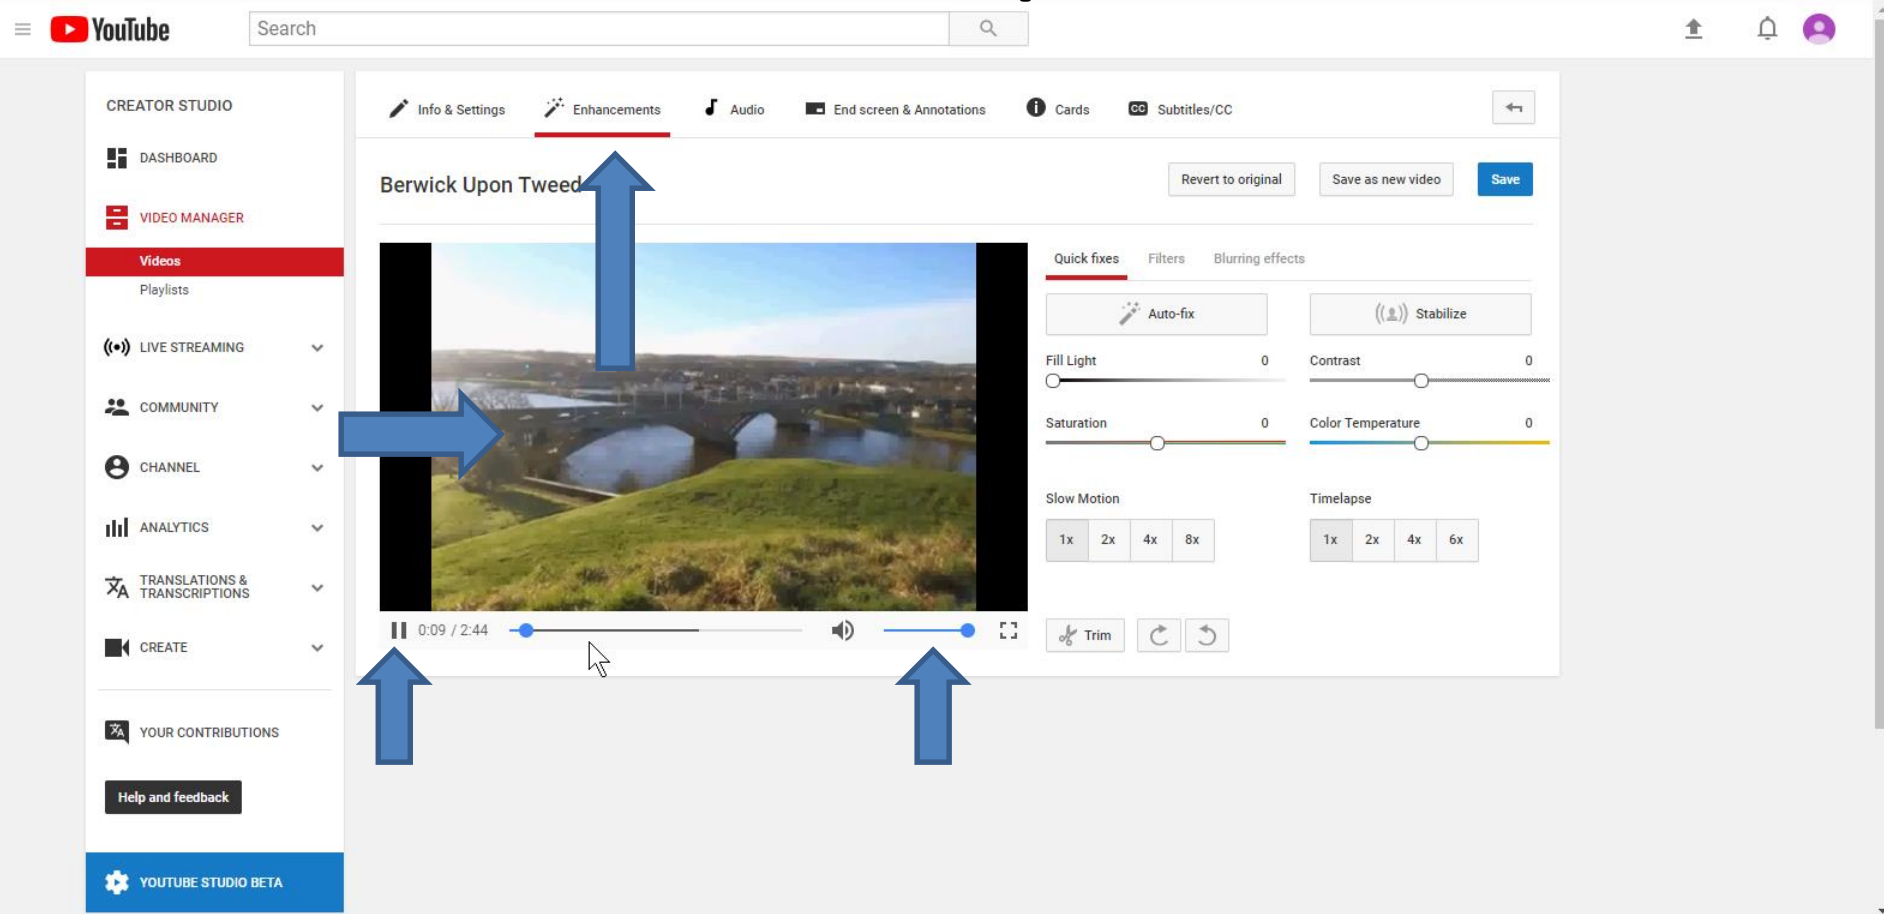 YouTube
Search
CREATOR STUDIO
DASHBOARD
VIDEO MANAGER
Videos
Playlists
LIVE STREAMING
COMMUNITY
CHANNEL
ANALYTICS
TRANSLATIONS &
TRANSCRIPTIONS
CREATE
YOUR CONTRIBUTIONS
Help and feedback
YOUTUBE STUDIO BETA
Info & Settings Enhancements Audio End screen & Annotations Cards CC Subtitles/CC
Berwick Upon Tweed
Revert to original Save as new video Save
0:09 / 2:44
Quick fixes Filters Blurring effects
Auto-fix Stabilize
Fill Light 0 Contrast 0
Saturation 0 Color Temperature 0
Slow Motion Timelapse
1x 2x 4x 8x 1x 2x 4x 6x
Trim